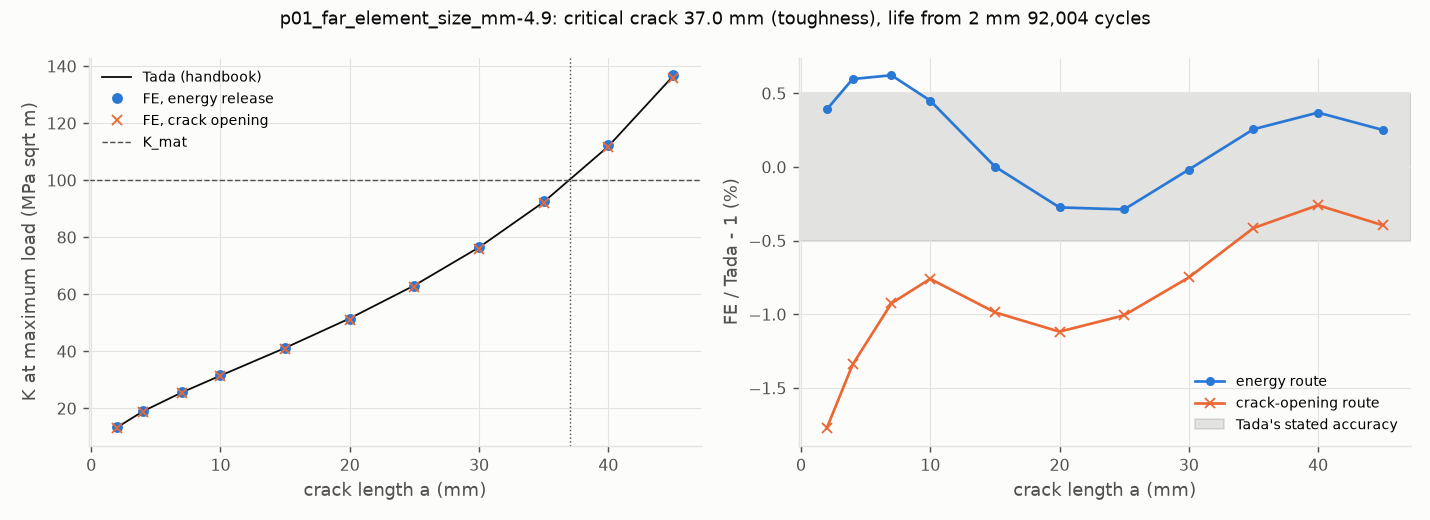 p01_far_element_size_mm-4.9: critical crack 37.0 mm (toughness), life from 2 mm 92,004 cycles
K at maximum load (MPa sqrt m)
140
120
100
80
60
40
20
Tada (handbook)
FE, energy release
FE, crack opening
K_mat
0
10
20
30
40
crack length a (mm)
FE / Tada - 1 (%)
0.5
0.0
−0.5
−1.0
−1.5
energy route
crack-opening route
Tada's stated accuracy
0
10
20
30
40
crack length a (mm)